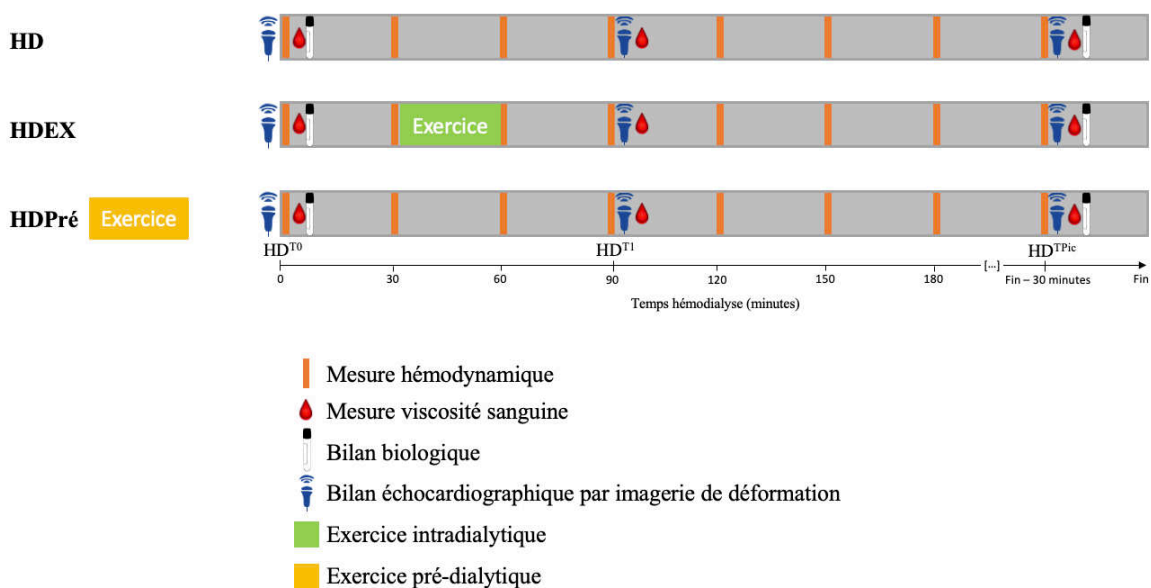 HD
HDEX
Exercice
HDPré
Exercice
HD^T0
HD^T1
HD^TPic
[...]
0
30
60
90
120
150
180
Fin – 30 minutes
Fin
Temps hémodialyse (minutes)
Mesure hémodynamique
Mesure viscosité sanguine
Bilan biologique
Bilan échocardiographique par imagerie de déformation
Exercice intradialytique
Exercice pré-dialytique